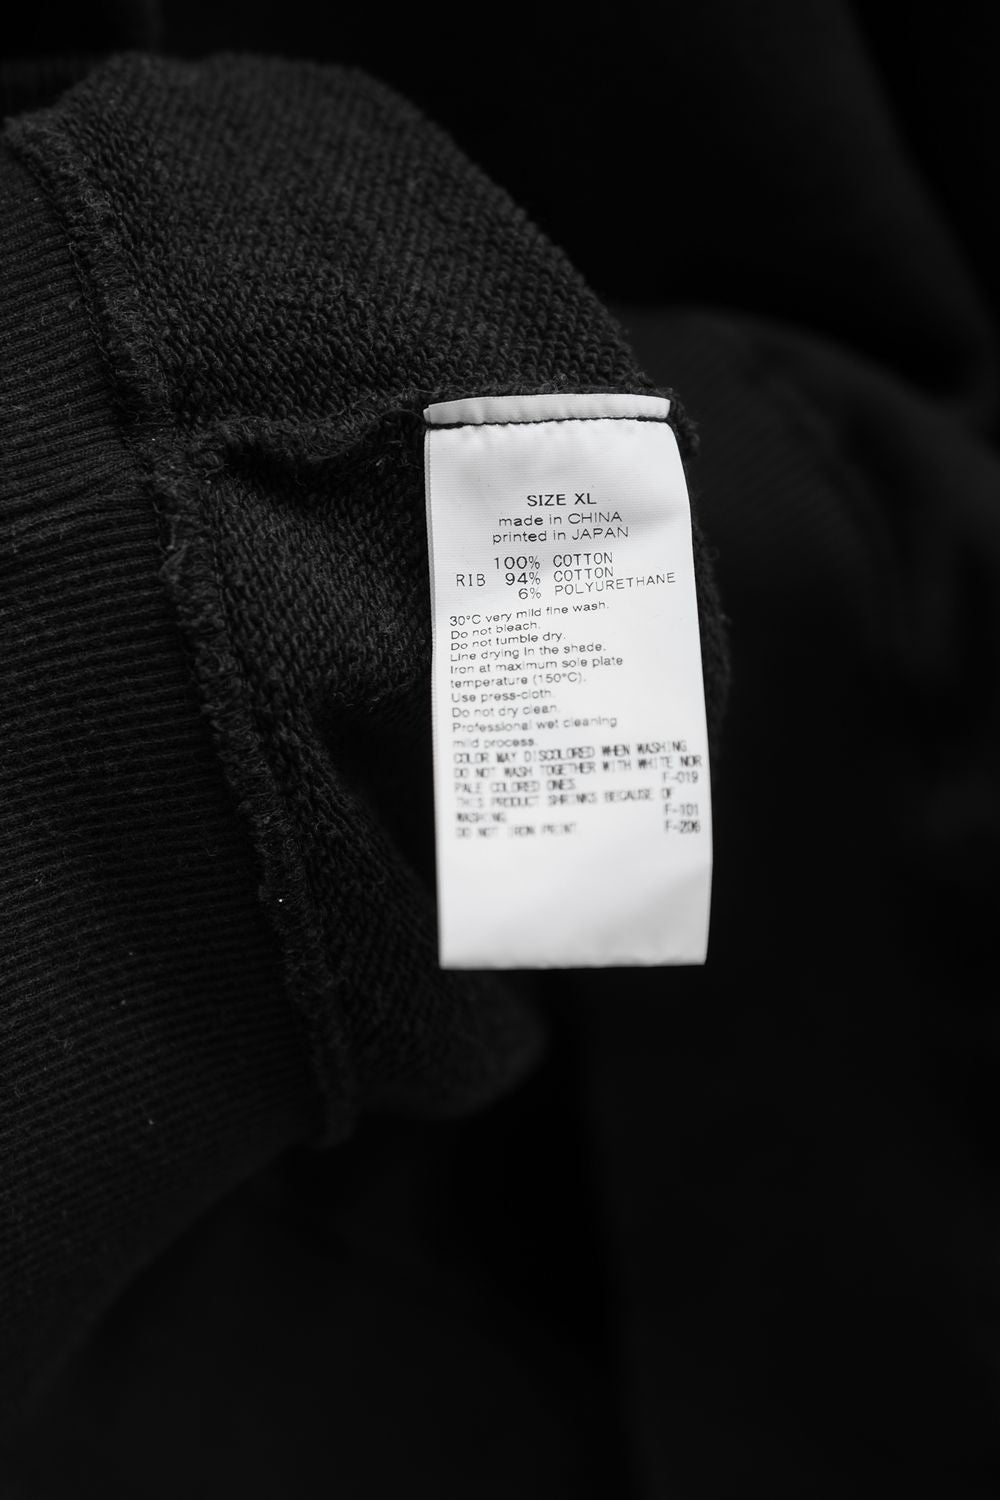 SIZE XL
made in CHINA
printed in JAPAN
100% COTTON
RIB 94% COTTON
6% POLYURETHANE
30°C very mild fine wash.
Do not bleach.
Do not tumble dry.
Line drying in the shade.
Iron at maximum sole plate
temperature (150°C).
Use press-cloth.
Do not dry clean.
Professional wet cleaning
mild process.
COLOR MAY DISCOLORED WHEN WASHING.
DO NOT WASH TOGETHER WITH WHITE NOR
PALE COLORED ONES. F-019
THIS PRODUCT SHRINKS BECAUSE OF
WASHING. F-101
DO NOT IRON PRINT. F-206